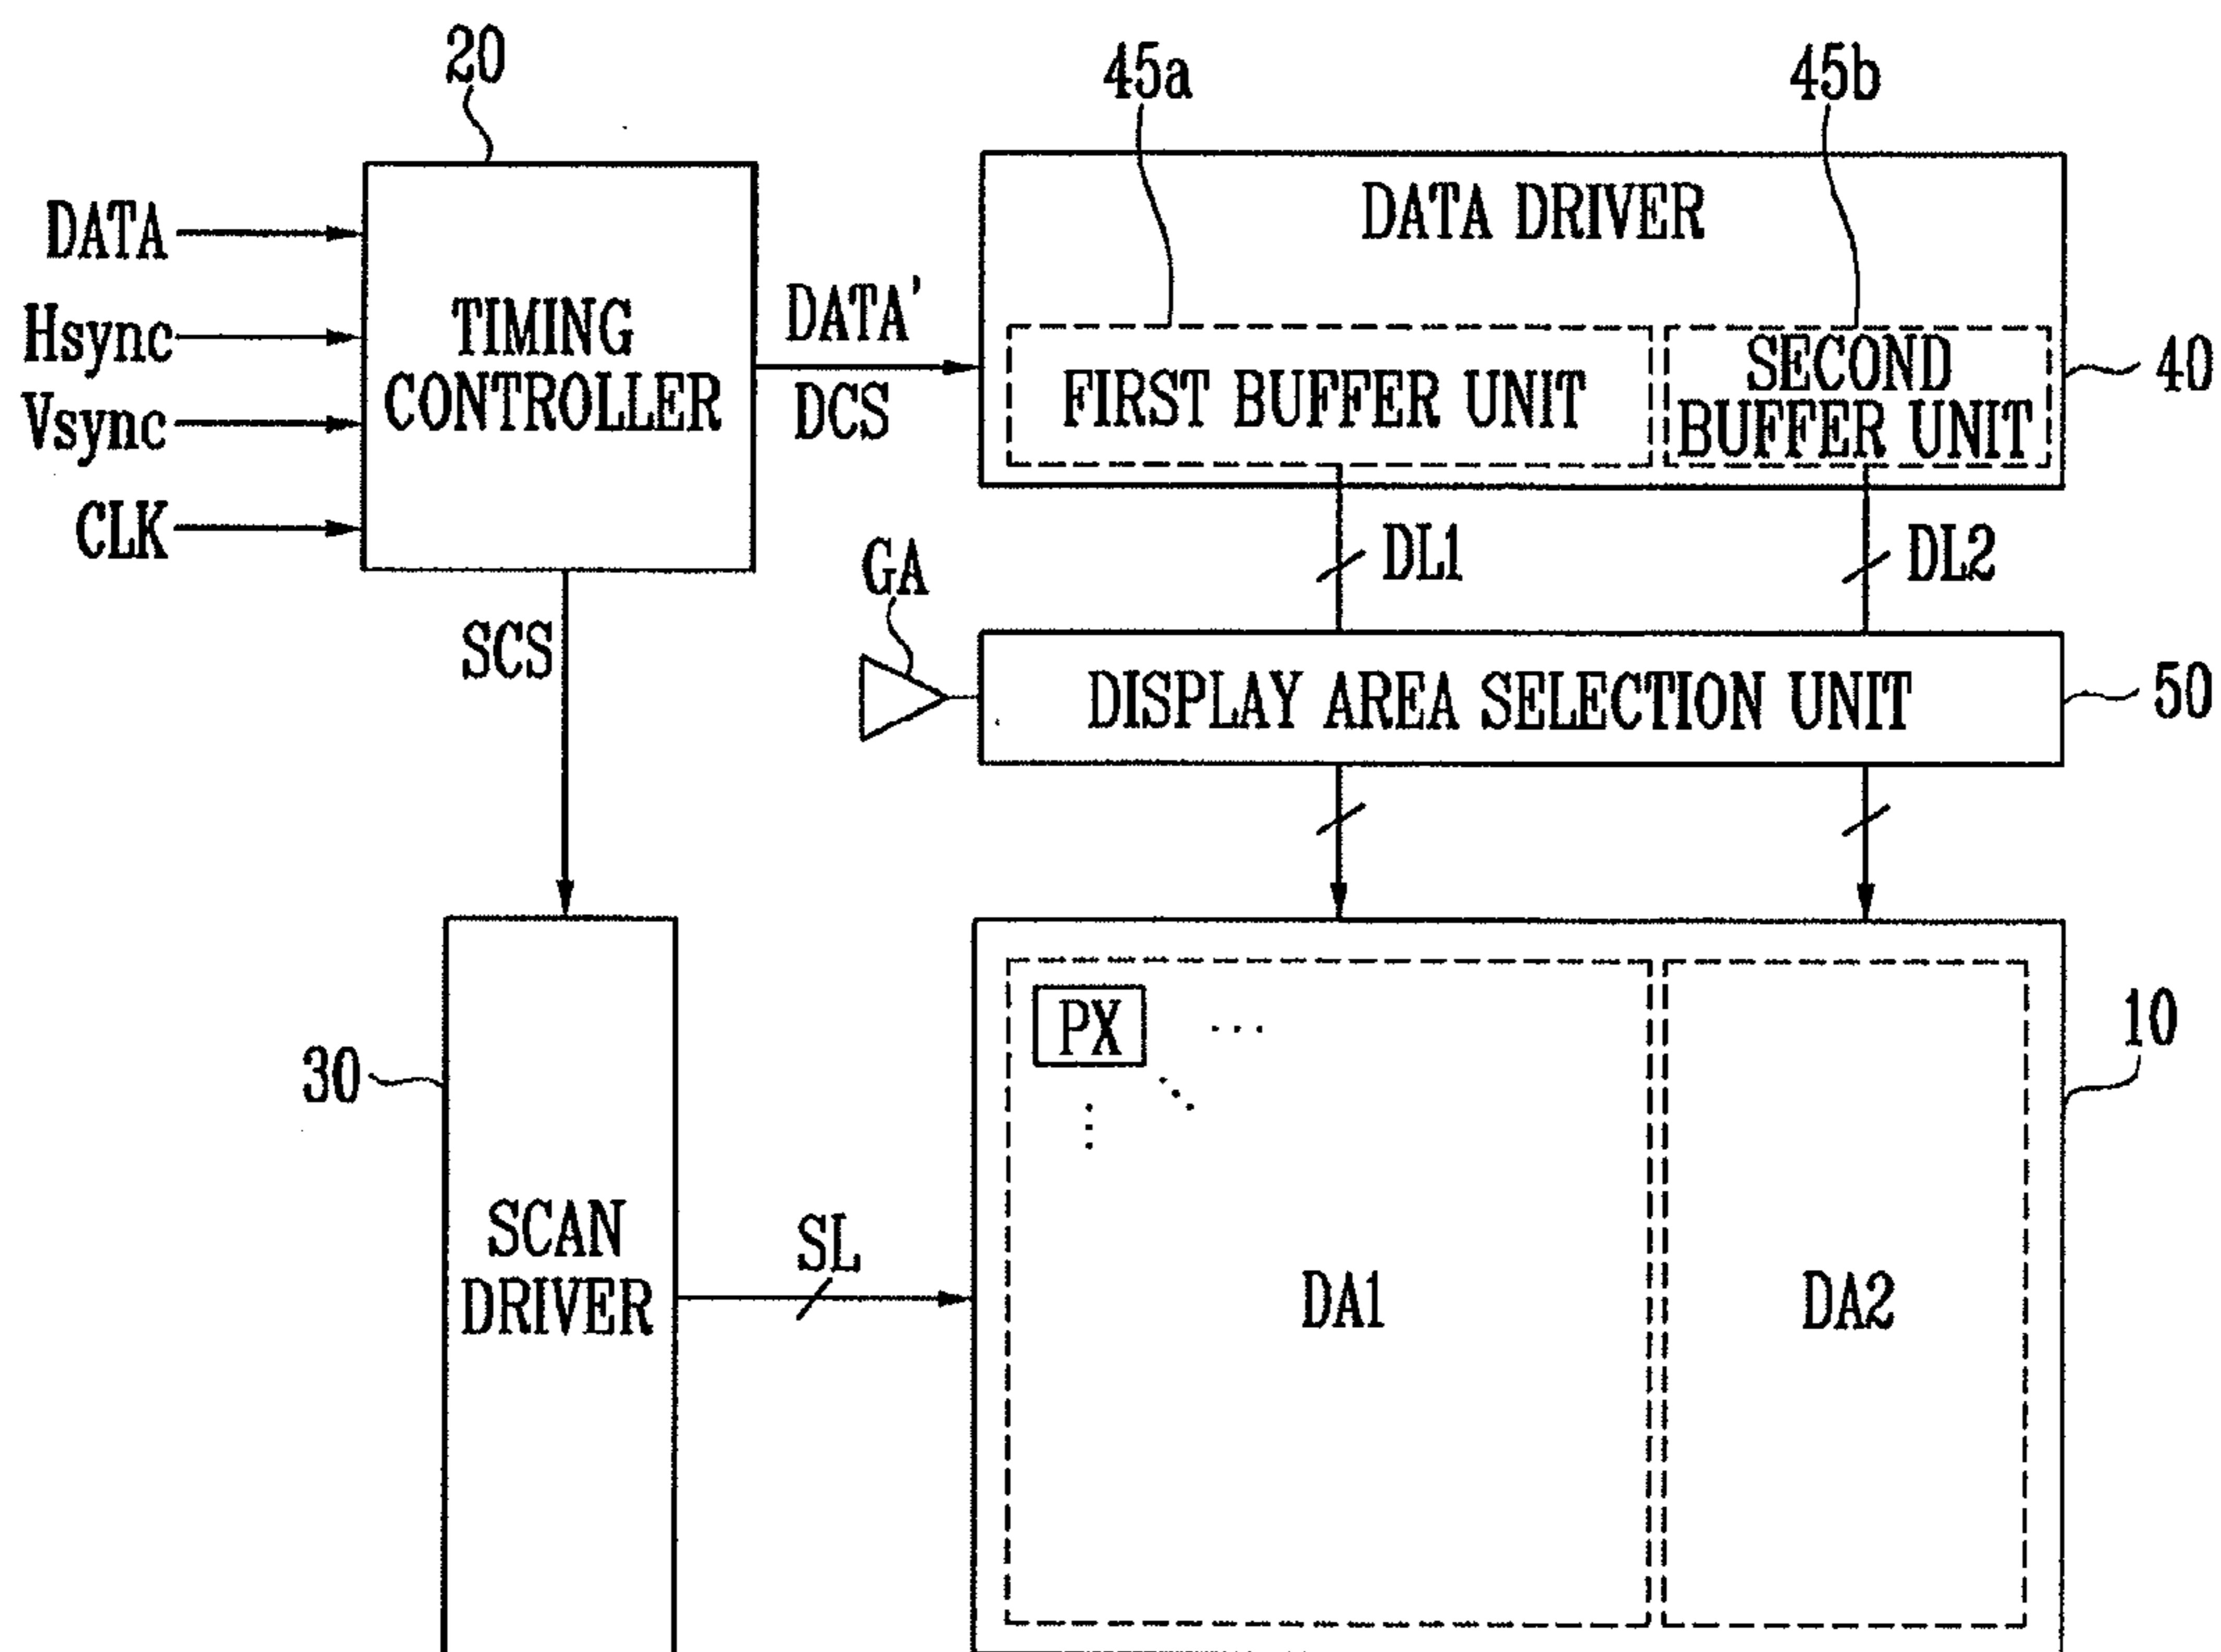 20
45a
45b
DATA
Hsync
Vsync
CLK
TIMING
CONTROLLER
DATA'
DCS
DATA DRIVER
FIRST BUFFER UNIT
SECOND
BUFFER UNIT
40
SCS
GA
DL1
DL2
DISPLAY AREA SELECTION UNIT
50
30
SCAN
DRIVER
SL
PX
DA1
DA2
10